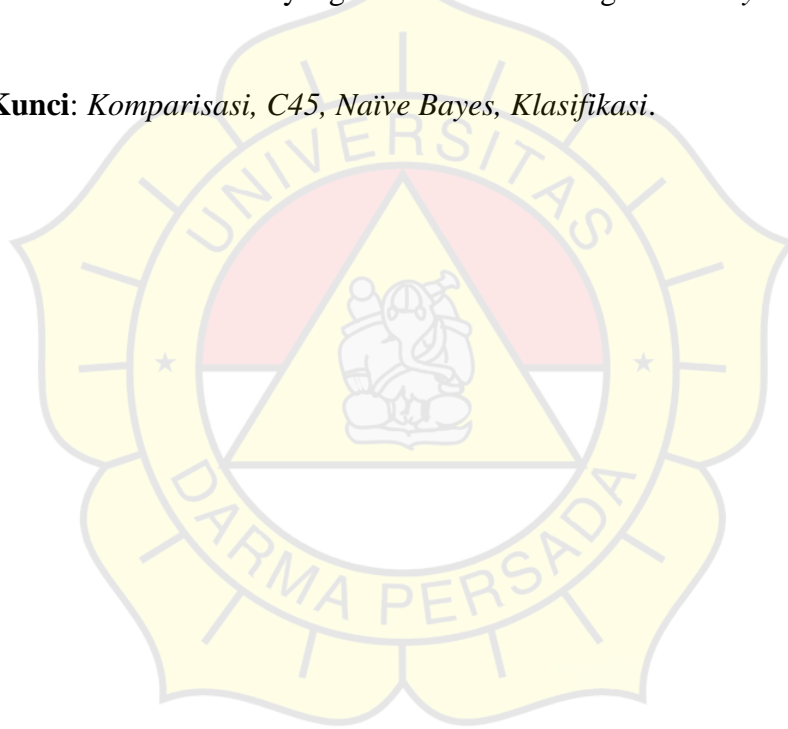 Kunci: Komparisasi, C45, Naïve Bayes, Klasifikasi.
UNIVERSITAS
DARMA PERSADA